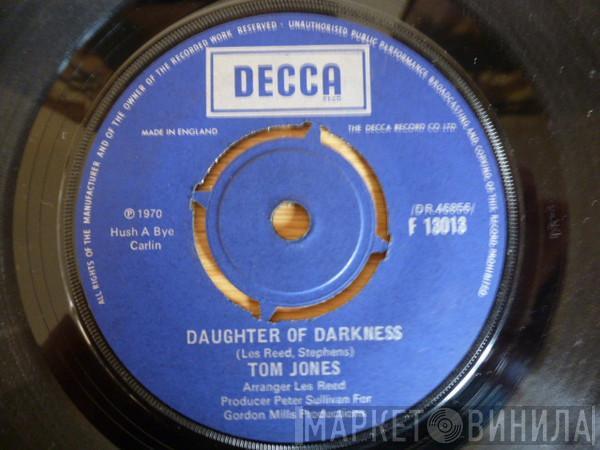 ALL RIGHTS OF THE MANUFACTURER AND OF THE OWNER OF THE RECORDED WORK RESERVED · UNAUTHORISED PUBLIC PERFORMANCE BROADCASTING AND COPYING OF THIS RECORD PROHIBITED
DECCA
MADE IN ENGLAND
THE DECCA RECORD CO LTD
℗ 1970
Hush A Bye
Carlin
/DR.46856/
F 13013
DAUGHTER OF DARKNESS
(Les Reed, Stephens)
TOM JONES
Arranger Les Reed
Producer Peter Sullivan For
Gordon Mills Productions
МАРКЕТ ВИНИЛА